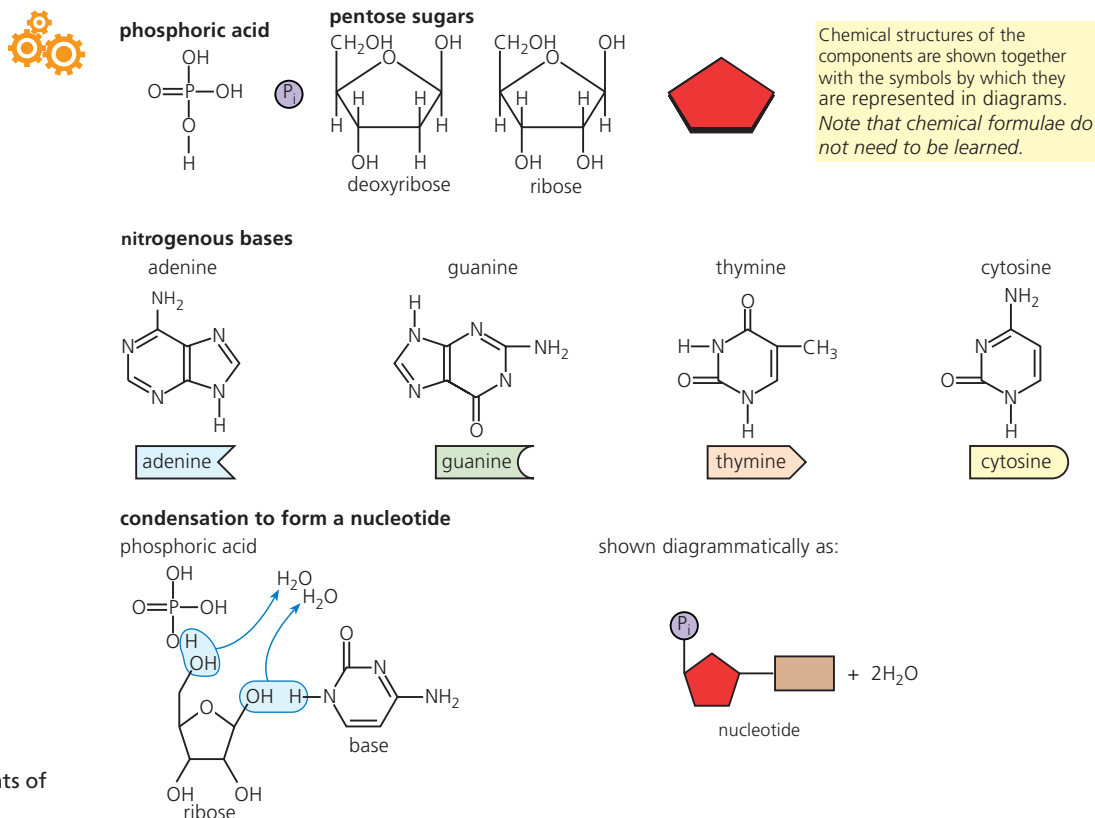 phosphoric acid
OH
O=P—OH
O
H
Pi
pentose sugars
CH₂OH OH
O
H H
H H
OH H
deoxyribose
CH₂OH OH
O
H H
H H
OH OH
ribose
Chemical structures of the
components are shown together
with the symbols by which they
are represented in diagrams.
Note that chemical formulae do
not need to be learned.
nitrogenous bases
adenine
NH₂
N N
N N
H
adenine
guanine
H
N N
NH₂
N N
O
guanine
thymine
O
H—N CH₃
O N
H
thymine
cytosine
NH₂
N
O N
H
cytosine
condensation to form a nucleotide
phosphoric acid
OH
O=P—OH
OH
OH
H₂O
H₂O
O
OH H—N
O
N
NH₂
base
OH OH
ribose
shown diagrammatically as:
Pi
+ 2H₂O
nucleotide
ts of